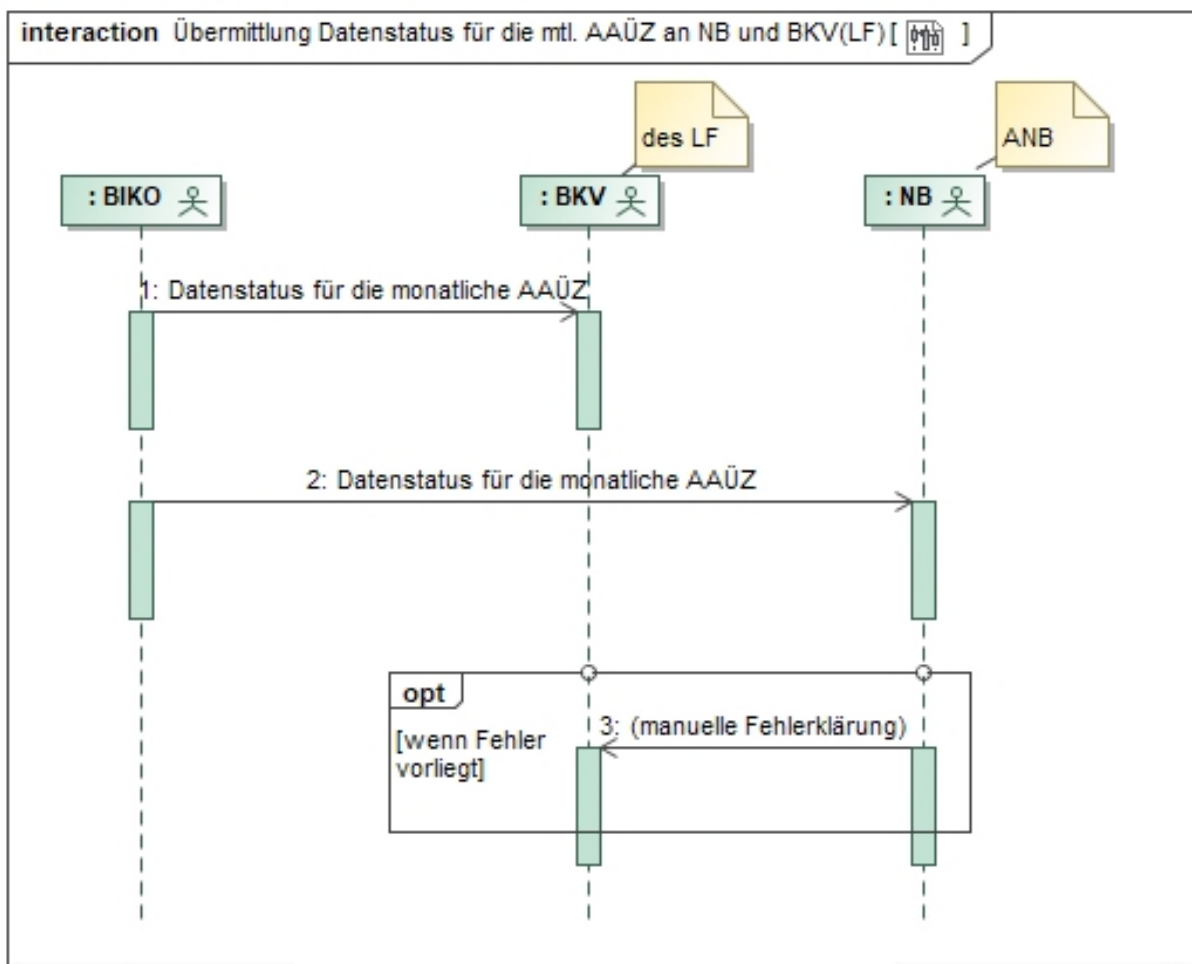 interaction Übermittlung Datenstatus für die mtl. AAÜZ an NB und BKV(LF)[ ]
des LF
ANB
: BIKO
: BKV
: NB
1: Datenstatus für die monatliche AAÜZ
2: Datenstatus für die monatliche AAÜZ
opt
[wenn Fehler
vorliegt]
3: (manuelle Fehlerklärung)